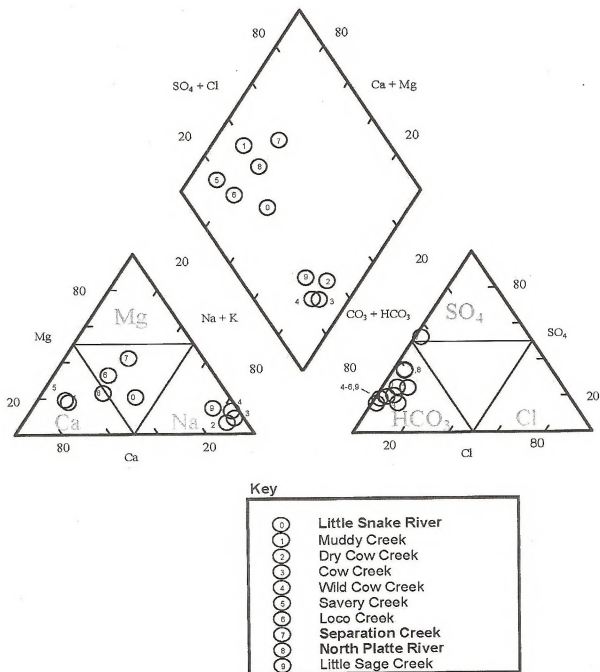 80 80
SO₄ + Cl Ca + Mg
20 20
7
1
8
5
6
0
20 20
9 2
4 3
80 80
Mg SO₄
Mg Na + K CO₃ + HCO₃ SO₄
80 80
7
6 ,8
5 4-6,9
8 0 4
20 9 3 20
2
Ca Na HCO₃ Cl
80 20 20 80
Ca Cl
Key
0 Little Snake River
1 Muddy Creek
2 Dry Cow Creek
3 Cow Creek
4 Wild Cow Creek
5 Savery Creek
6 Loco Creek
7 Separation Creek
8 North Platte River
9 Little Sage Creek